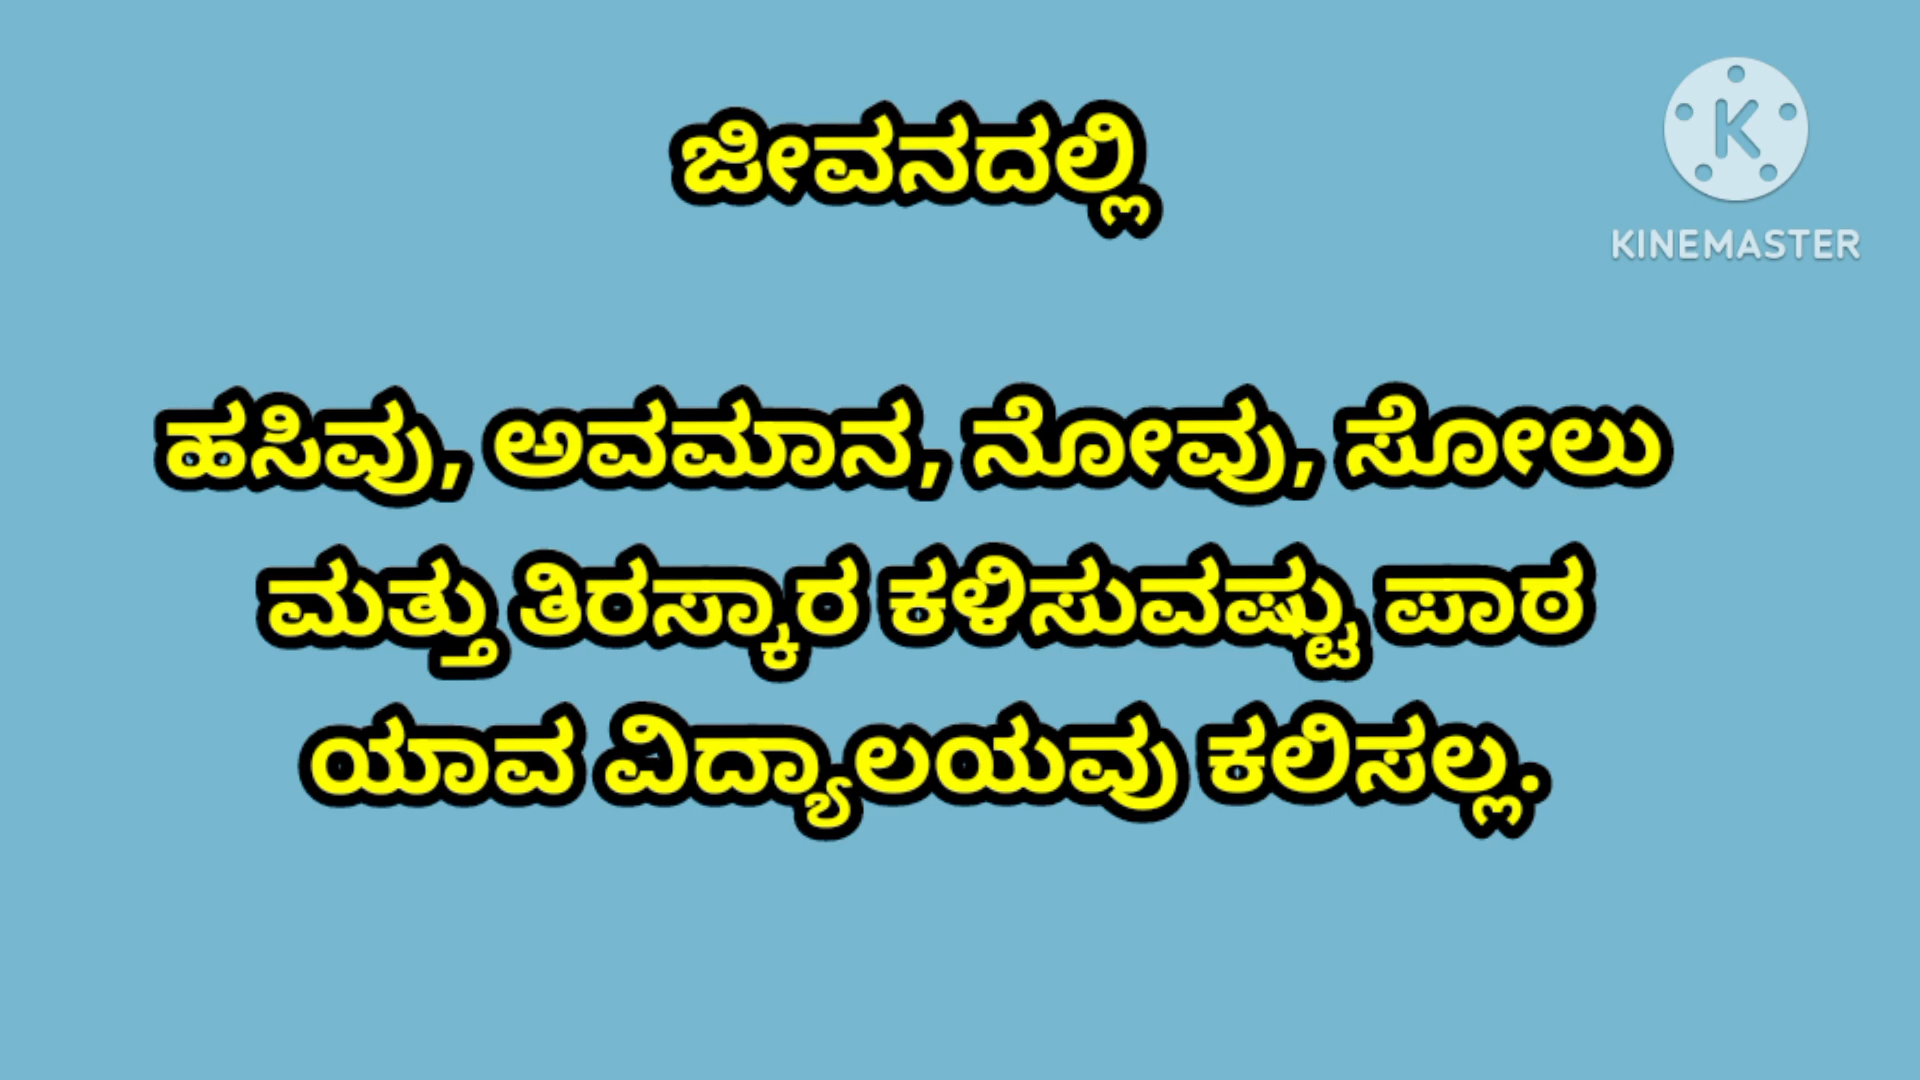 ಜೀವನದಲ್ಲಿ
K
KINEMASTER
ಹಸಿವು, ಅವಮಾನ, ನೋವು, ಸೋಲು
ಮತ್ತು ತಿರಸ್ಕಾರ ಕಳಿಸುವಷ್ಟು ಪಾಠ
ಯಾವ ವಿದ್ಯಾಲಯವು ಕಲಿಸಲ್ಲ.